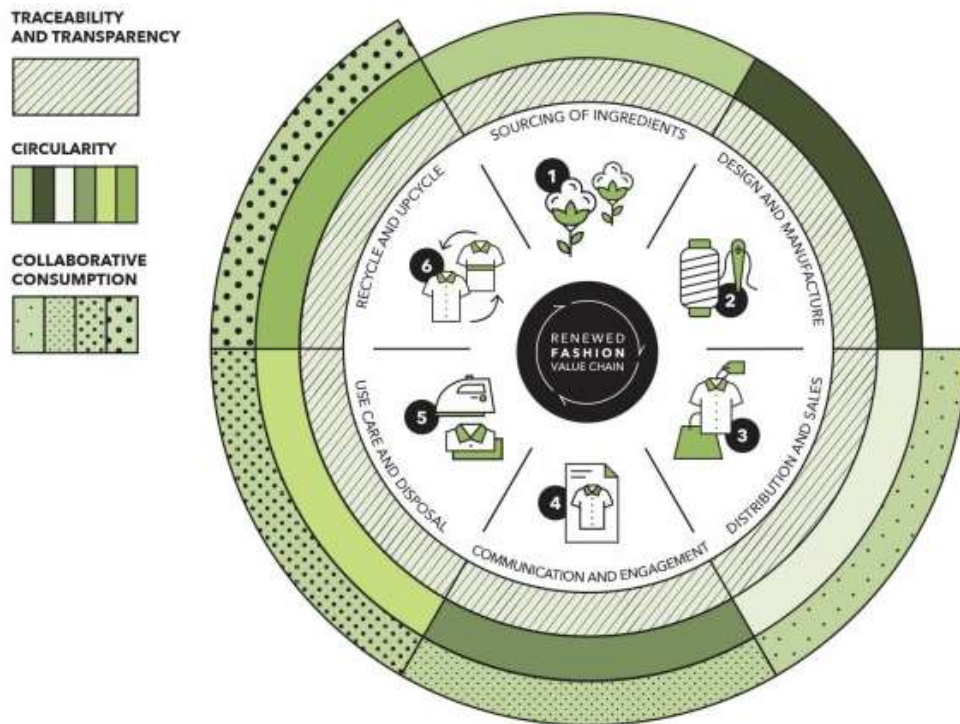 TRACEABILITY
AND TRANSPARENCY
CIRCULARITY
COLLABORATIVE
CONSUMPTION
SOURCING OF INGREDIENTS
1
DESIGN AND MANUFACTURE
2
DISTRIBUTION AND SALES
3
COMMUNICATION AND ENGAGEMENT
4
USE CARE AND DISPOSAL
5
RECYCLE AND UPCYCLE
6
RENEWED
FASHION
VALUE CHAIN